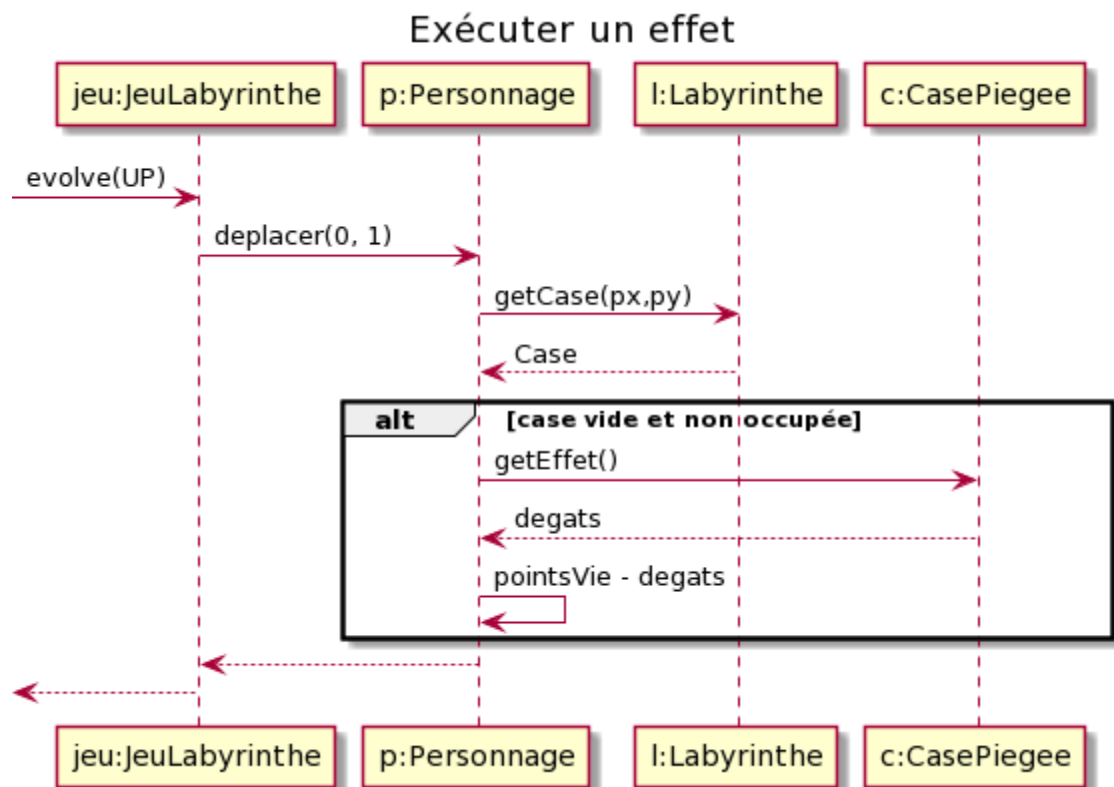 Exécuter un effet
jeu:JeuLabyrinthe p:Personnage l:Labyrinthe c:CasePiegee
evolve(UP)
deplacer(0, 1)
getCase(px,py)
Case
alt [case vide et non occupée]
getEffet()
degats
pointsVie - degats
jeu:JeuLabyrinthe p:Personnage l:Labyrinthe c:CasePiegee